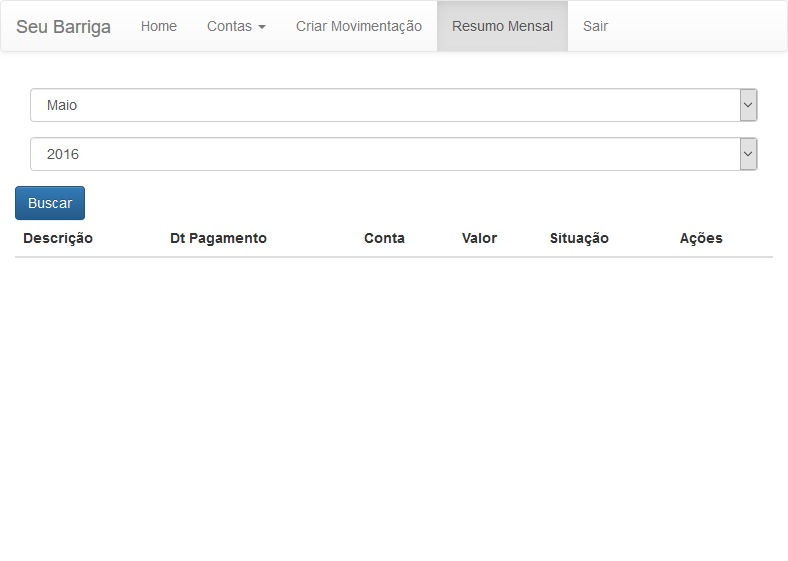 Seu Barriga Home Contas Criar Movimentação Resumo Mensal Sair
Maio
2016
Buscar
Descrição Dt Pagamento Conta Valor Situação Ações